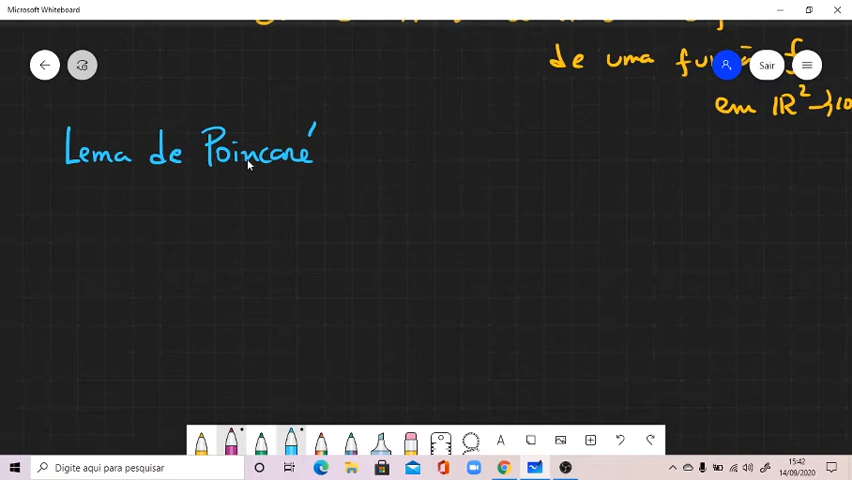 Microsoft Whiteboard
de uma
em IR²
Sair
Lema de Poincaré
A
Digite aqui para pesquisar
15:42
14/09/2020